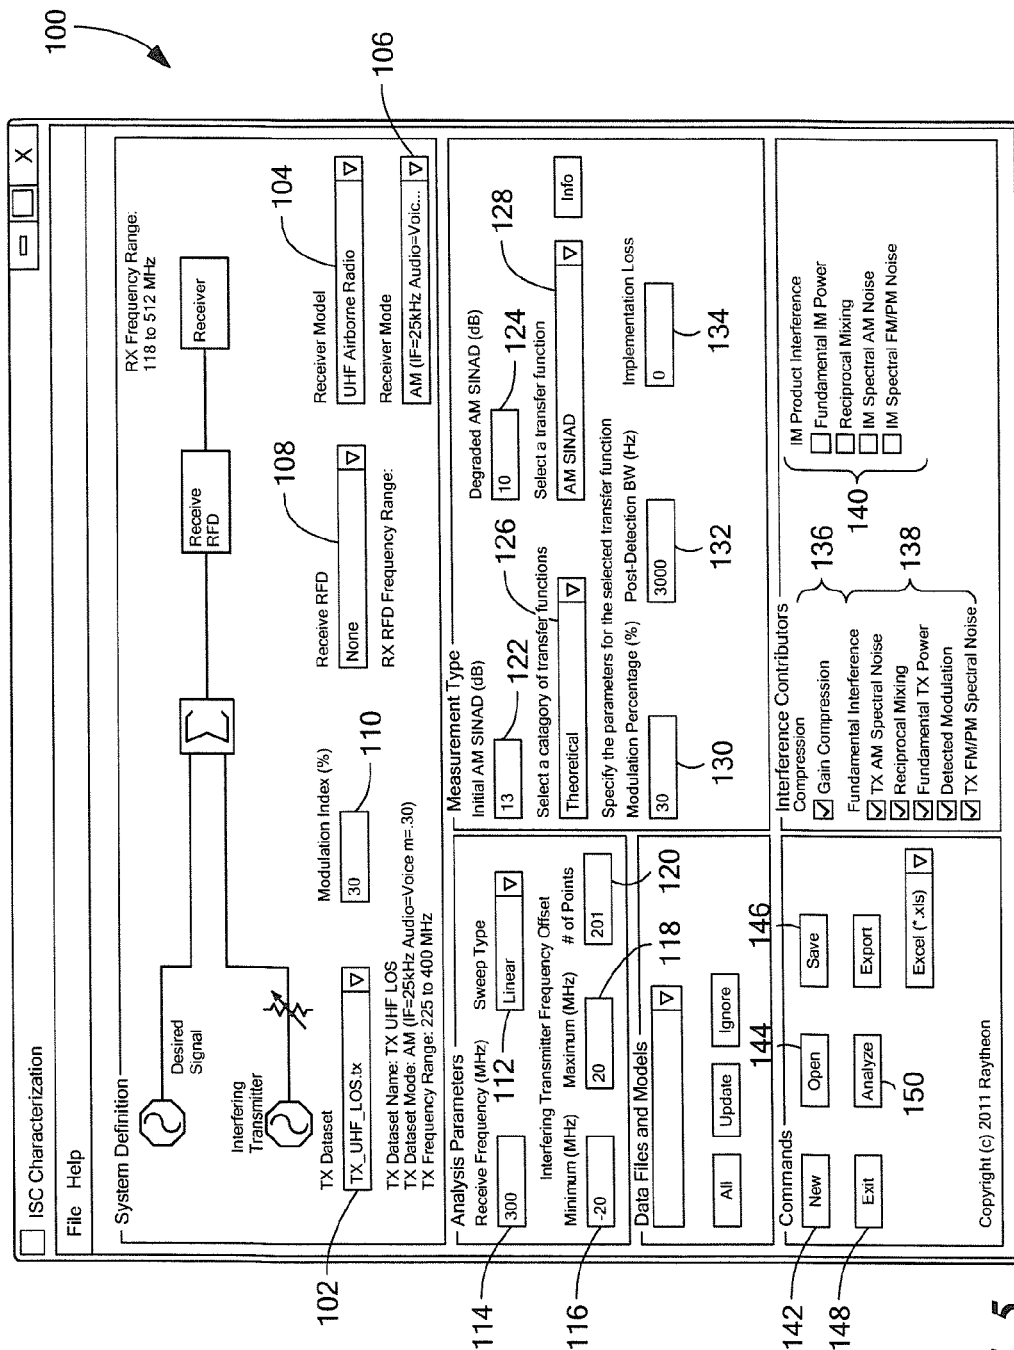 100
ISC Characterization
X
File Help
System Definition
RX Frequency Range:
118 to 512 MHz
Desired
Signal
Interfering
Transmitter
Σ
Receive
RFD
Receiver
TX Dataset
TX_UHF_LOS.tx
102
TX Dataset Name: TX UHF LOS
TX Dataset Mode: AM (IF=25kHz Audio=Voice m=.30)
TX Frequency Range: 225 to 400 MHz
Modulation Index (%)
30
110
Receive RFD
None
108
RX RFD Frequency Range:
Receiver Model
UHF Airborne Radio
104
Receiver Mode
AM (IF=25kHz Audio=Voic...
106
Analysis Parameters
Receive Frequency (MHz)
Sweep Type
300
Linear
114
112
Interfering Transmitter Frequency Offset
Minimum (MHz)
Maximum (MHz)
# of Points
-20
20
201
116
118
120
Data Files and Models
All
Update
Ignore
Measurement Type
Initial AM SINAD (dB)
Degraded AM SINAD (dB)
13
122
10
124
Select a catagory of transfer functions
Select a transfer function
126
128
Theoretical
AM SINAD
Info
Specify the parameters for the selected transfer function
Modulation Percentage (%)
Post-Detection BW (Hz)
Implementation Loss
30
3000
0
130
132
134
Commands
New
Open
Save
142
144
146
Exit
Analyze
Export
148
150
Excel (*.xls)
Copyright (c) 2011 Raytheon
Interference Contributors
Compression
Gain Compression
136
Fundamental Interference
TX AM Spectral Noise
Reciprocal Mixing
Fundamental TX Power
Detected Modulation
TX FM/PM Spectral Noise
138
IM Product Interference
Fundamental IM Power
Reciprocal Mixing
IM Spectral AM Noise
IM Spectral FM/PM Noise
140
5